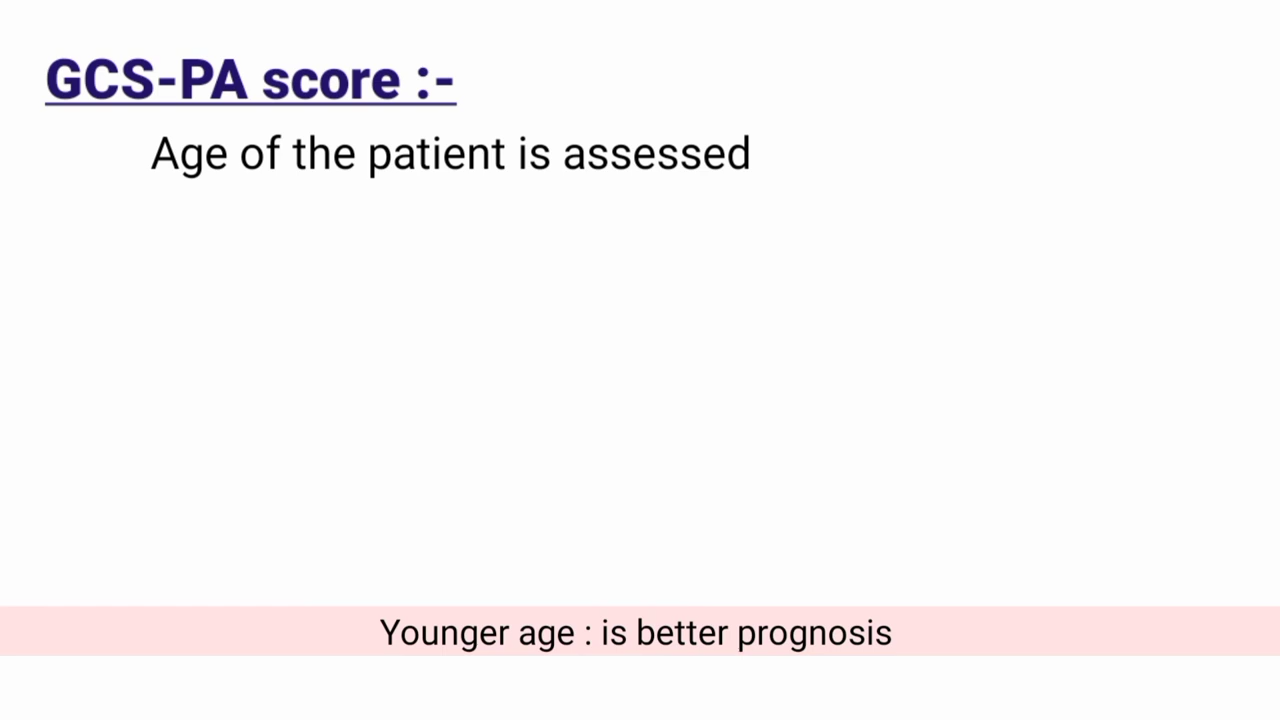 GCS-PA score :-
Age of the patient is assessed
Younger age : is better prognosis